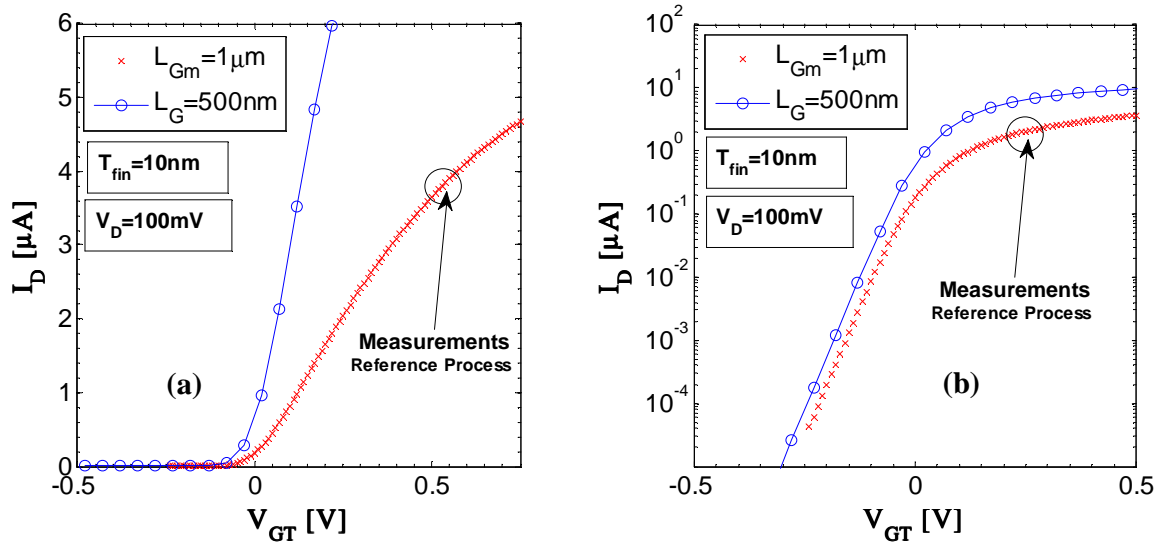 6
5
4
3
2
1
0
I_D [μA]
L_Gm=1μm
L_G=500nm
T_fin=10nm
V_D=100mV
Measurements
Reference Process
(a)
-0.5
0
0.5
V_GT [V]
10^2
10^1
10^0
10^-1
10^-2
10^-3
10^-4
I_D [μA]
L_Gm=1μm
L_G=500nm
T_fin=10nm
V_D=100mV
Measurements
Reference Process
(b)
-0.5
0
0.5
V_GT [V]